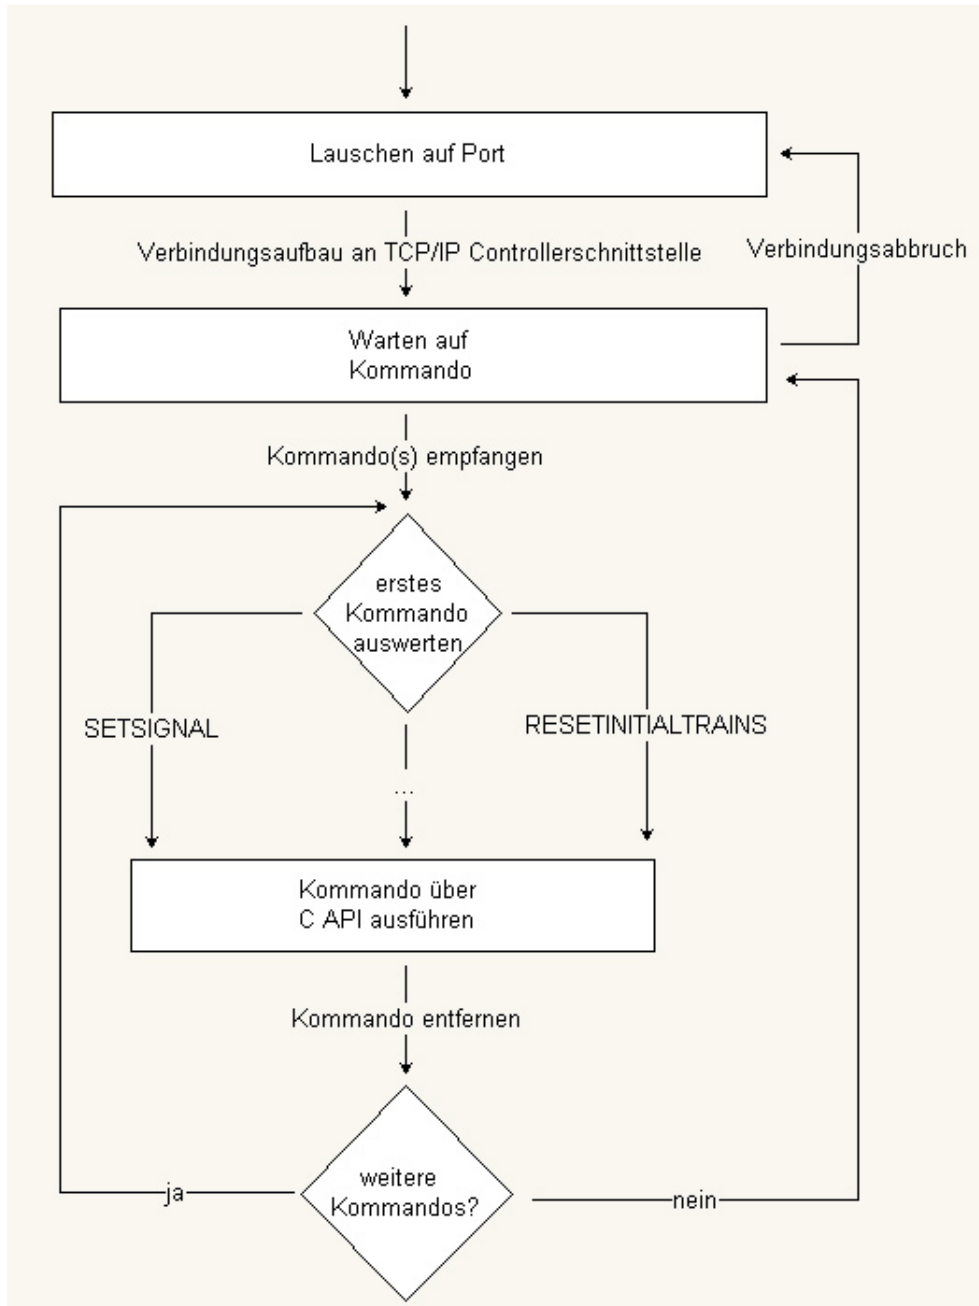 Lauschen auf Port
Verbindungsaufbau an TCP/IP Controllerschnittstelle
Verbindungsabbruch
Warten auf
Kommando
Kommando(s) empfangen
erstes
Kommando
auswerten
SETSIGNAL
...
RESETINITIALTRAINS
Kommando über
C API ausführen
Kommando entfernen
weitere
Kommandos?
ja
nein